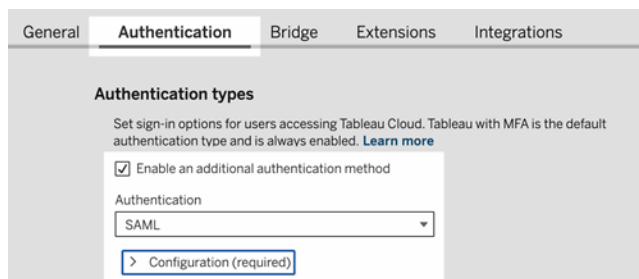 General Authentication Bridge Extensions Integrations
Authentication types
Set sign-in options for users accessing Tableau Cloud. Tableau with MFA is the default
authentication type and is always enabled. Learn more
Enable an additional authentication method
Authentication
SAML
Configuration (required)